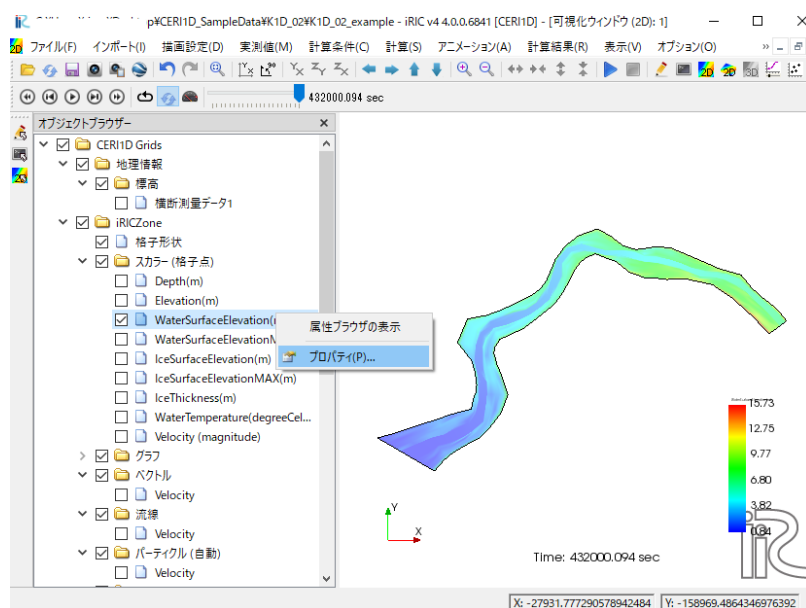 p¥CERI1D_SampleData¥K1D_02¥K1D_02_example - iRIC v4 4.0.0.6841 [CERI1D] - [可視化ウィンドウ (2D): 1]
ファイル(F) インポート(I) 描画設定(D) 実測値(M) 計算条件(C) 計算(S) アニメーション(A) 計算結果(R) 表示(V) オプション(O) »
432000.094 sec
オブジェクトブラウザー
CERI1D Grids
地理情報
標高
横断測量データ1
iRICZone
格子形状
スカラー (格子点)
Depth(m)
Elevation(m)
WaterSurfaceElevation(
属性ブラウザの表示
WaterSurfaceElevation
プロパティ(P)...
IceSurfaceElevation(m)
IceSurfaceElevationMAX(m)
IceThickness(m)
WaterTemperature(degreeCel...
Velocity (magnitude)
グラフ
ベクトル
Velocity
流線
Velocity
パーティクル (自動)
Velocity
15.73
12.75
9.77
6.80
3.82
0.84
Y
X
Time: 432000.094 sec
iRIC
X: -27931.777290578942484 Y: -158969.4864346976392